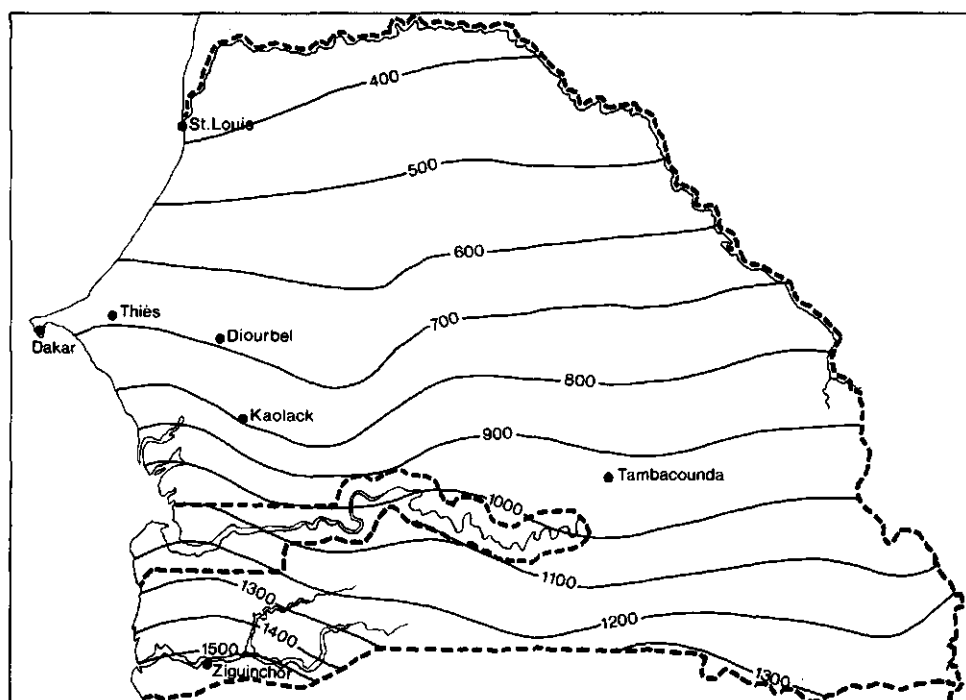 400
St.Louis
500
600
Thiès
700
Dakar
Diourbel
800
Kaolack
900
Tambacounda
1000
1100
1300
1200
1400
1500
Ziguinchor
1300